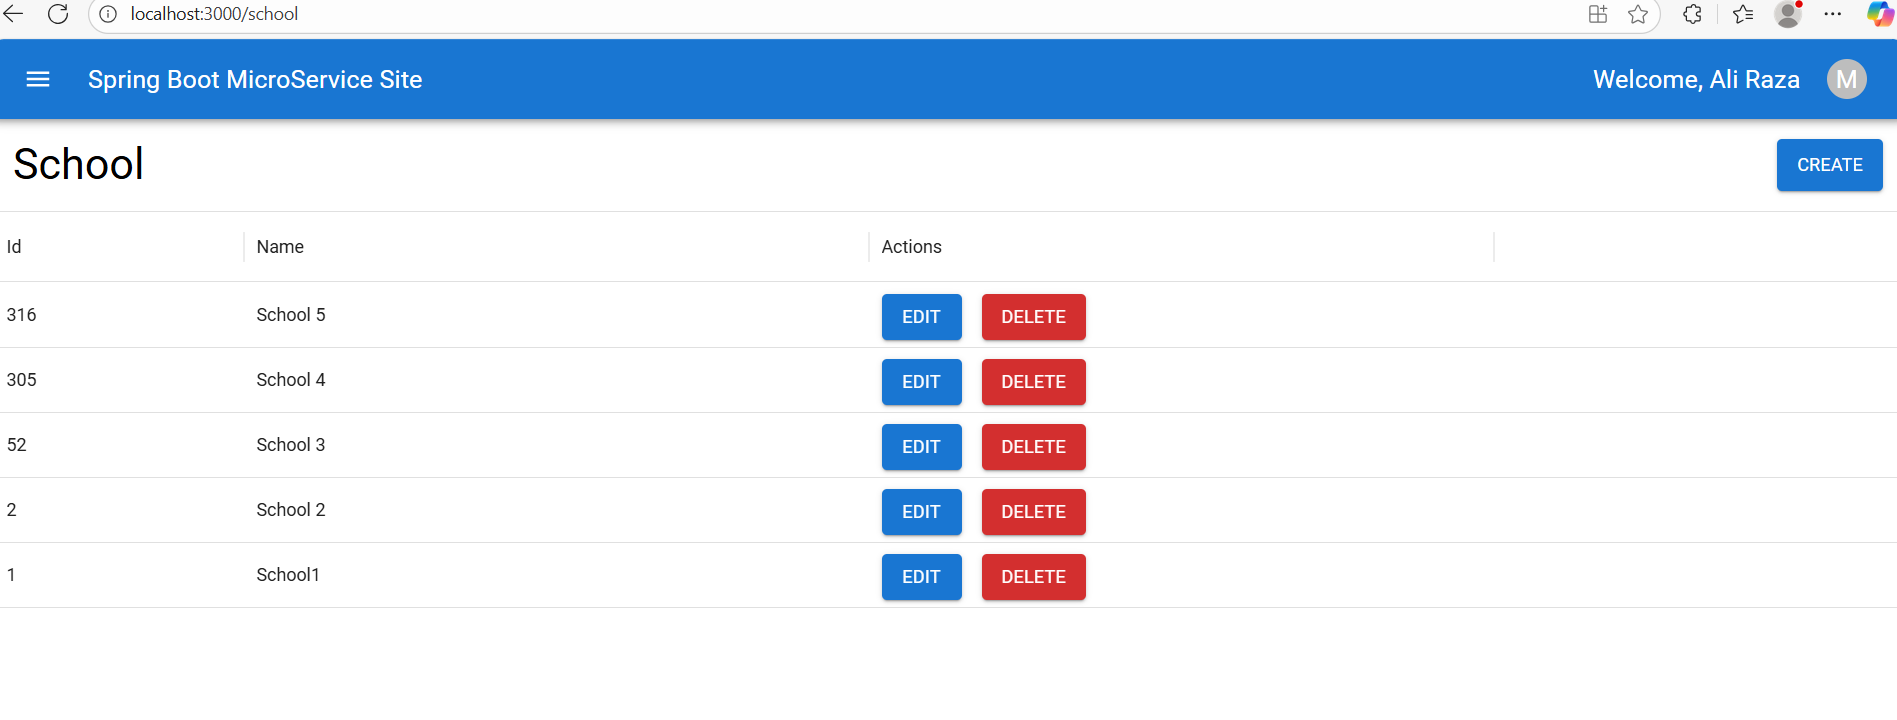 localhost:3000/school
Spring Boot MicroService Site
Welcome, Ali Raza
M
School
CREATE
Id Name Actions
316 School 5 EDIT DELETE
305 School 4 EDIT DELETE
52 School 3 EDIT DELETE
2 School 2 EDIT DELETE
1 School1 EDIT DELETE